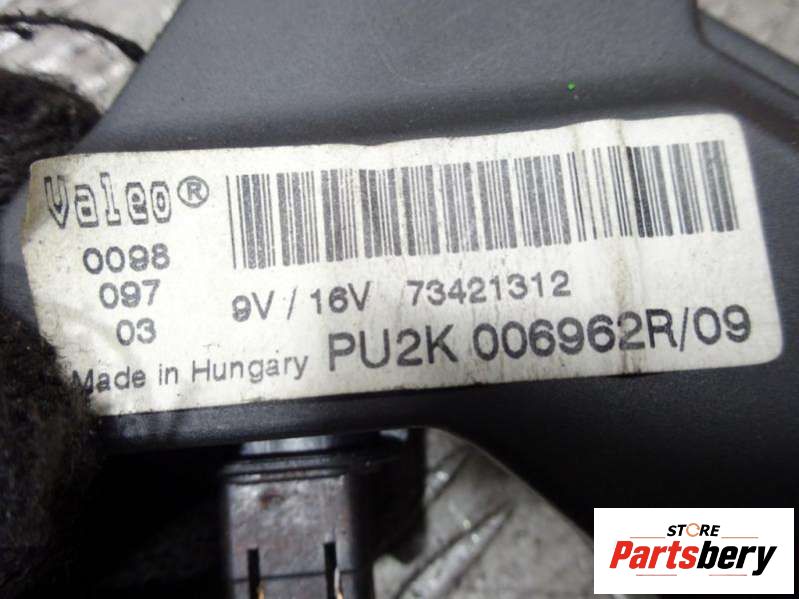 Valeo®
0098
097
03
9V / 16V 73421312
Made in Hungary PU2K 006962R/09
STORE
Partsbery